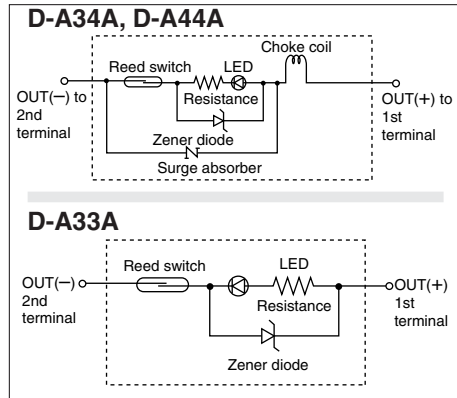 D-A34A, D-A44A
Choke coil
LED
Reed switch
OUT(−) to
2nd
terminal
Resistance
OUT(+) to
1st
terminal
Zener diode
Surge absorber
D-A33A
Reed switch
LED
OUT(−)
2nd
terminal
OUT(+)
1st
terminal
Resistance
Zener diode